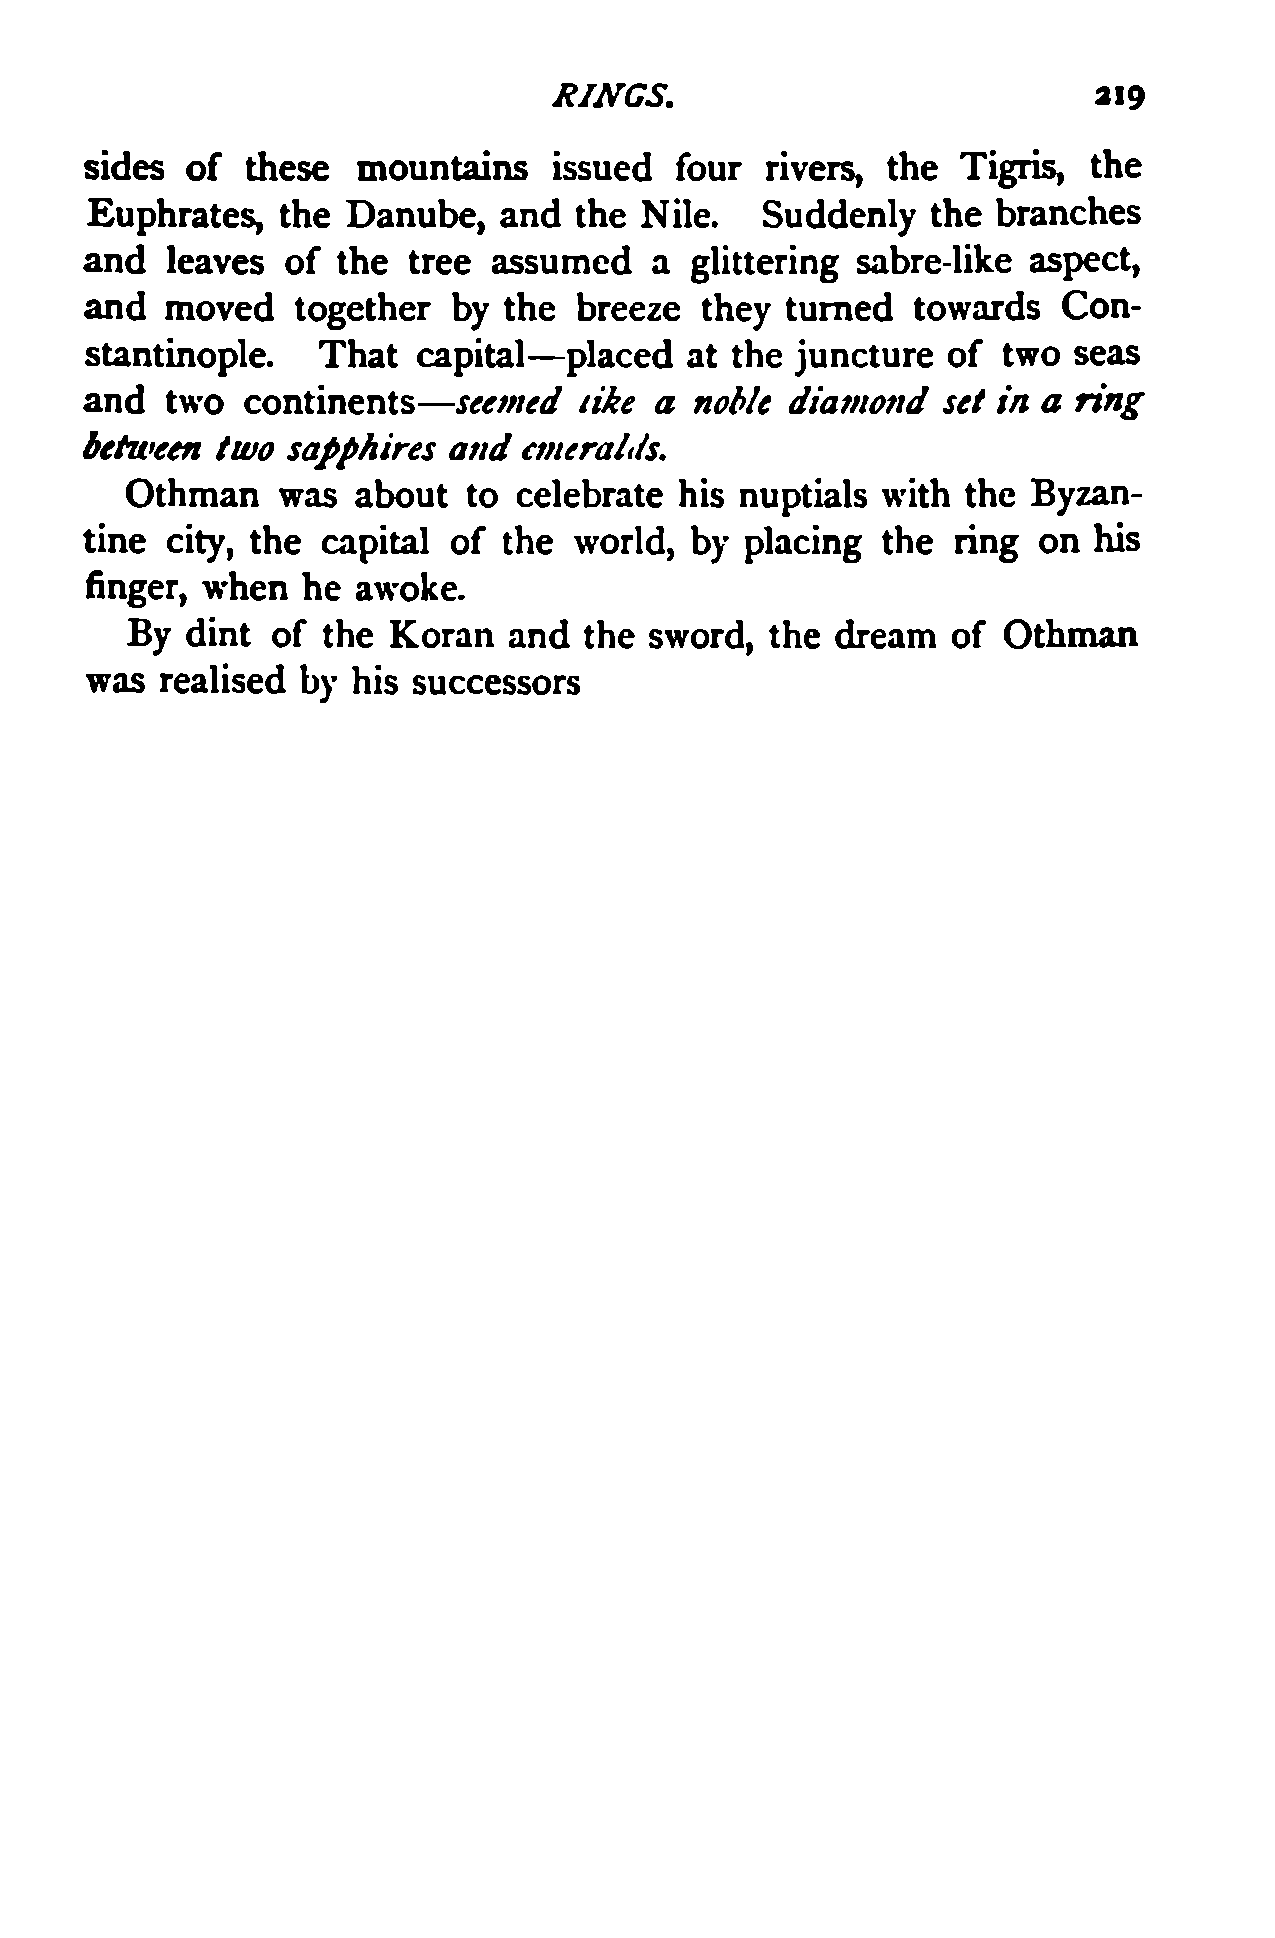 RINGS. 219
sides of these mountains issued four rivers, the Tigris, the
Euphrates, the Danube, and the Nile. Suddenly the branches
and leaves of the tree assumed a glittering sabre-like aspect,
and moved together by the breeze they turned towards Con-
stantinople. That capital—placed at the juncture of two seas
and two continents—seemed like a noble diamond set in a ring
between two sapphires and emeralds.
Othman was about to celebrate his nuptials with the Byzan-
tine city, the capital of the world, by placing the ring on his
finger, when he awoke.
By dint of the Koran and the sword, the dream of Othman
was realised by his successors